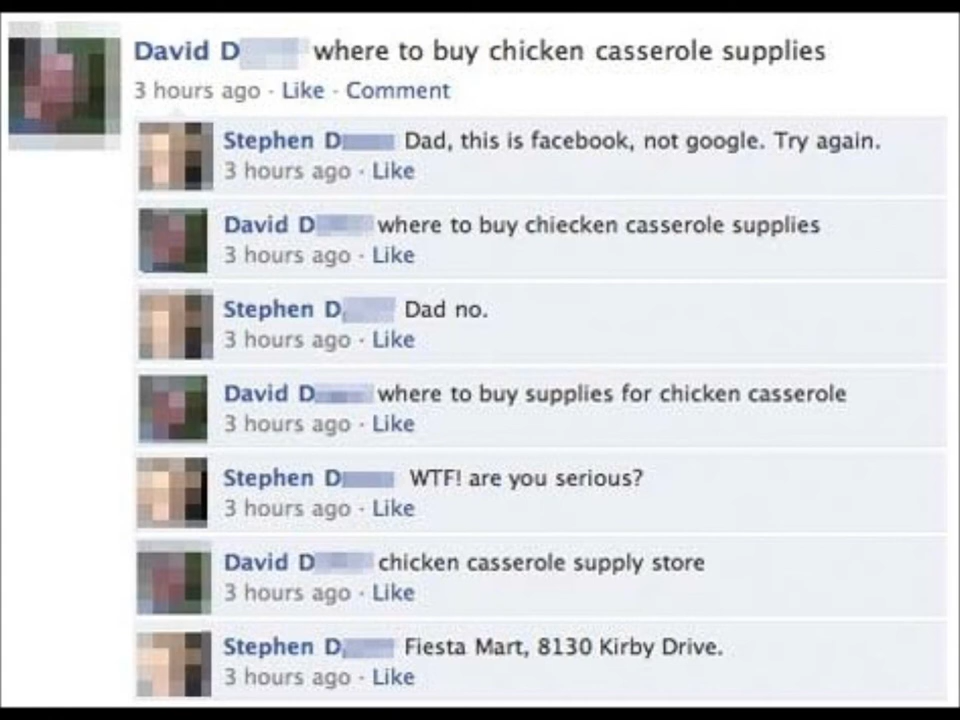 David D where to buy chicken casserole supplies
3 hours ago · Like · Comment
Stephen D Dad, this is facebook, not google. Try again.
3 hours ago · Like
David D where to buy chiecken casserole supplies
3 hours ago · Like
Stephen D Dad no.
3 hours ago · Like
David D where to buy supplies for chicken casserole
3 hours ago · Like
Stephen D WTF! are you serious?
3 hours ago · Like
David D chicken casserole supply store
3 hours ago · Like
Stephen D Fiesta Mart, 8130 Kirby Drive.
3 hours ago · Like